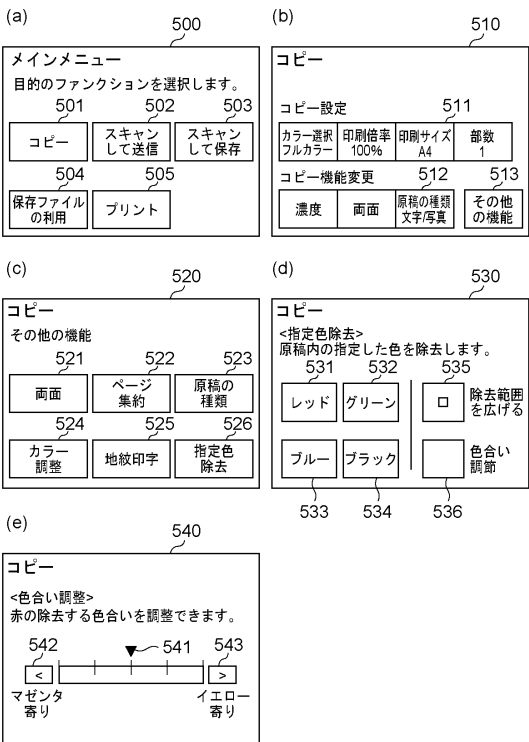 (a)
500
メインメニュー
目的のファンクションを選択します。
501
502
503
コピー
スキャン
して送信
スキャン
して保存
504
505
保存ファイル
の利用
プリント
(b)
510
コピー
コピー設定
511
カラー選択
フルカラー
印刷倍率
100%
印刷サイズ
A4
部数
1
コピー機能変更
512
513
濃度
両面
原稿の種類
文字/写真
その他
の機能
(c)
520
コピー
その他の機能
521
522
523
両面
ページ
集約
原稿の
種類
524
525
526
カラー
調整
地紋印字
指定色
除去
(d)
530
コピー
<指定色除去>
原稿内の指定した色を除去します。
531
532
535
レッド
グリーン
除去範囲
を広げる
ブルー
ブラック
色合い
調節
533
534
536
(e)
540
コピー
<色合い調整>
赤の除去する色合いを調整できます。
542
541
543
<
>
マゼンタ
寄り
イエロー
寄り